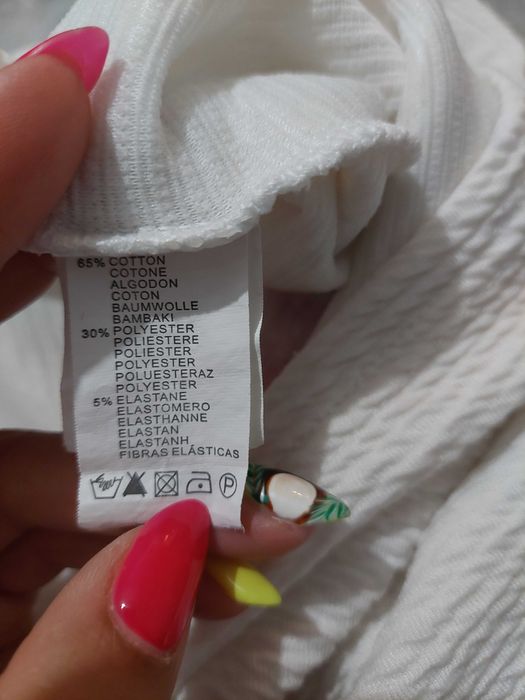 65% COTTON
COTONE
ALGODON
COTON
BAUMWOLLE
BAMBAKI
30% POLYESTER
POLIESTERE
POLIESTER
POLYESTER
POLUESTERAZ
POLYESTER
5% ELASTANE
ELASTOMERO
ELASTHANNE
ELASTAN
ELASTANH
FIBRAS ELÁSTICAS
P